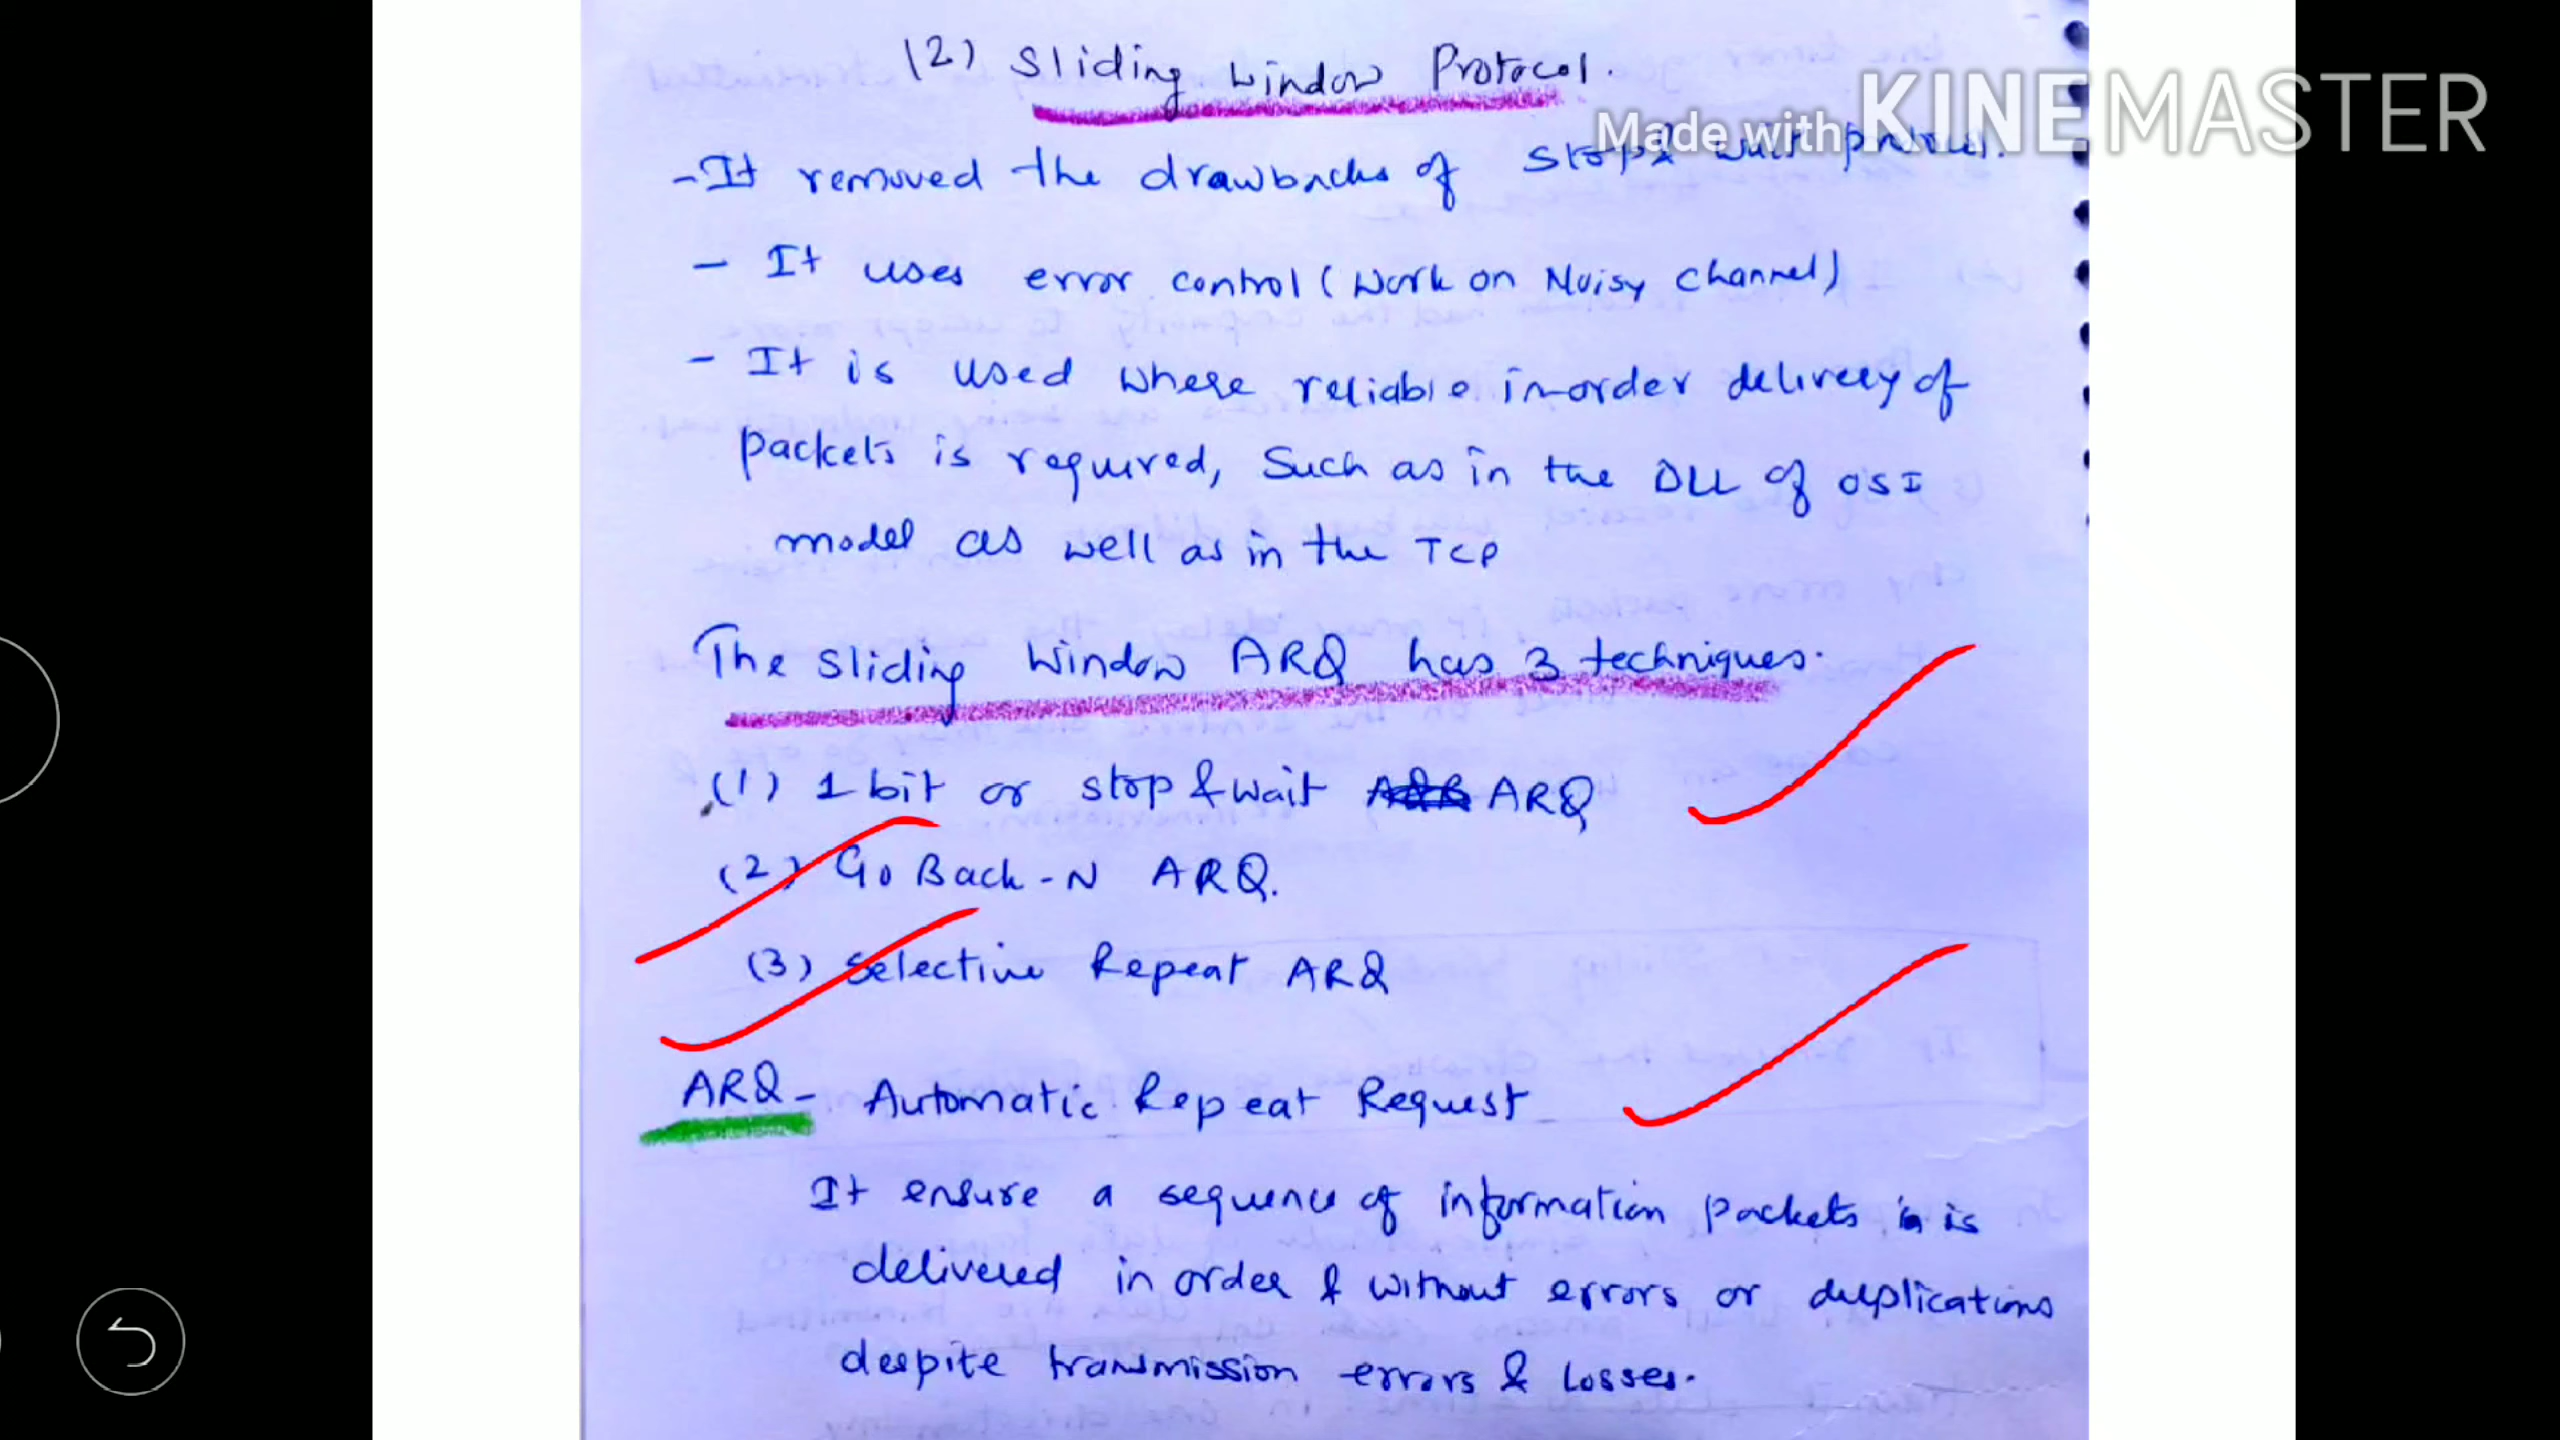 (2) Sliding Window Protocol.
Made with KINEMASTER
- It removed the drawbacks of Stop & wait protocol.
- It uses error control (Work on Noisy channel)
- It is used where reliable in-order delivery of
packets is required, Such as in the DLL of OSI
model as well as in the TCP
The Sliding Window ARQ has 3 techniques.
(1) 1 bit or stop & wait ARQ
(2) Go Back-N ARQ.
(3) Selective Repeat ARQ
ARQ - Automatic Repeat Request
It ensure a sequence of information packets is
delivered in order & without errors or duplications
despite transmission errors & losses.